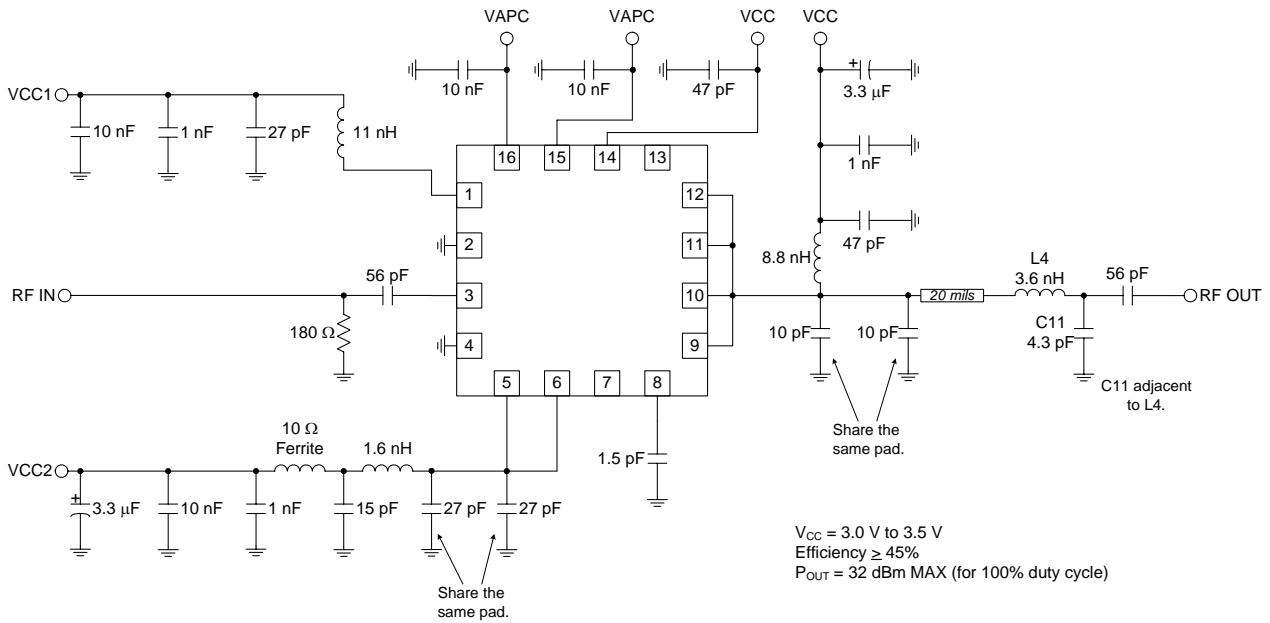 VAPC
VAPC
VCC
VCC
10 nF
10 nF
47 pF
+
3.3 μF
VCC1
10 nF
1 nF
27 pF
11 nH
16
15
14
13
1 nF
1
12
2
11
47 pF
8.8 nH
L4
3.6 nH
56 pF
RF IN
56 pF
3
10
20 mils
RF OUT
180 Ω
4
9
10 pF
10 pF
C11
4.3 pF
C11 adjacent
to L4.
5
6
7
8
Share the
same pad.
10 Ω
Ferrite
1.6 nH
1.5 pF
VCC2
+
3.3 μF
10 nF
1 nF
15 pF
27 pF
27 pF
Share the
same pad.
VCC = 3.0 V to 3.5 V
Efficiency ≥ 45%
POUT = 32 dBm MAX (for 100% duty cycle)